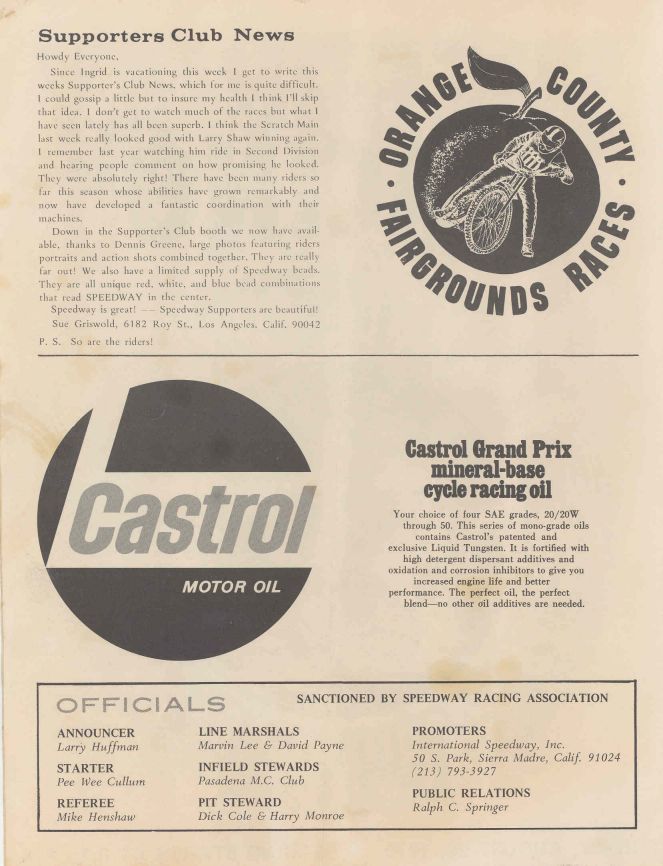 Supporters Club News
Howdy Everyone,
Since Ingrid is vacationing this week I get to write this
weeks Supporter's Club News, which for me is quite difficult.
I could gossip a little but to insure my health I think I'll skip
that idea. I don't get to watch much of the races but what I
have seen lately has all been superb. I think the Scratch Main
last week really looked good with Larry Shaw winning again.
I remember last year watching him ride in Second Division
and hearing people comment on how promising he looked.
They were absolutely right! There have been many riders so
far this season whose abilities have grown remarkably and
now have developed a fantastic coordination with their
machines.
Down in the Supporter's Club booth we now have avail-
able, thanks to Dennis Greene, large photos featuring riders
portraits and action shots combined together. They are really
far out! We also have a limited supply of Speedway beads.
They are all unique red, white, and blue bead combinations
that read SPEEDWAY in the center.
Speedway is great! -- Speedway Supporters are beautiful!
Sue Griswold, 6182 Roy St., Los Angeles, Calif. 90042
P. S. So are the riders!
ORANGE COUNTY
• FAIRGROUNDS RACES •
Castrol
MOTOR OIL
Castrol Grand Prix
mineral-base
cycle racing oil
Your choice of four SAE grades, 20/20W
through 50. This series of mono-grade oils
contains Castrol's patented and
exclusive Liquid Tungsten. It is fortified with
high detergent dispersant additives and
oxidation and corrosion inhibitors to give you
increased engine life and better
performance. The perfect oil, the perfect
blend—no other oil additives are needed.
OFFICIALS
SANCTIONED BY SPEEDWAY RACING ASSOCIATION
ANNOUNCER
Larry Huffman
STARTER
Pee Wee Cullum
REFEREE
Mike Henshaw
LINE MARSHALS
Marvin Lee & David Payne
INFIELD STEWARDS
Pasadena M.C. Club
PIT STEWARD
Dick Cole & Harry Monroe
PROMOTERS
International Speedway, Inc.
50 S. Park, Sierra Madre, Calif. 91024
(213) 793-3927
PUBLIC RELATIONS
Ralph C. Springer